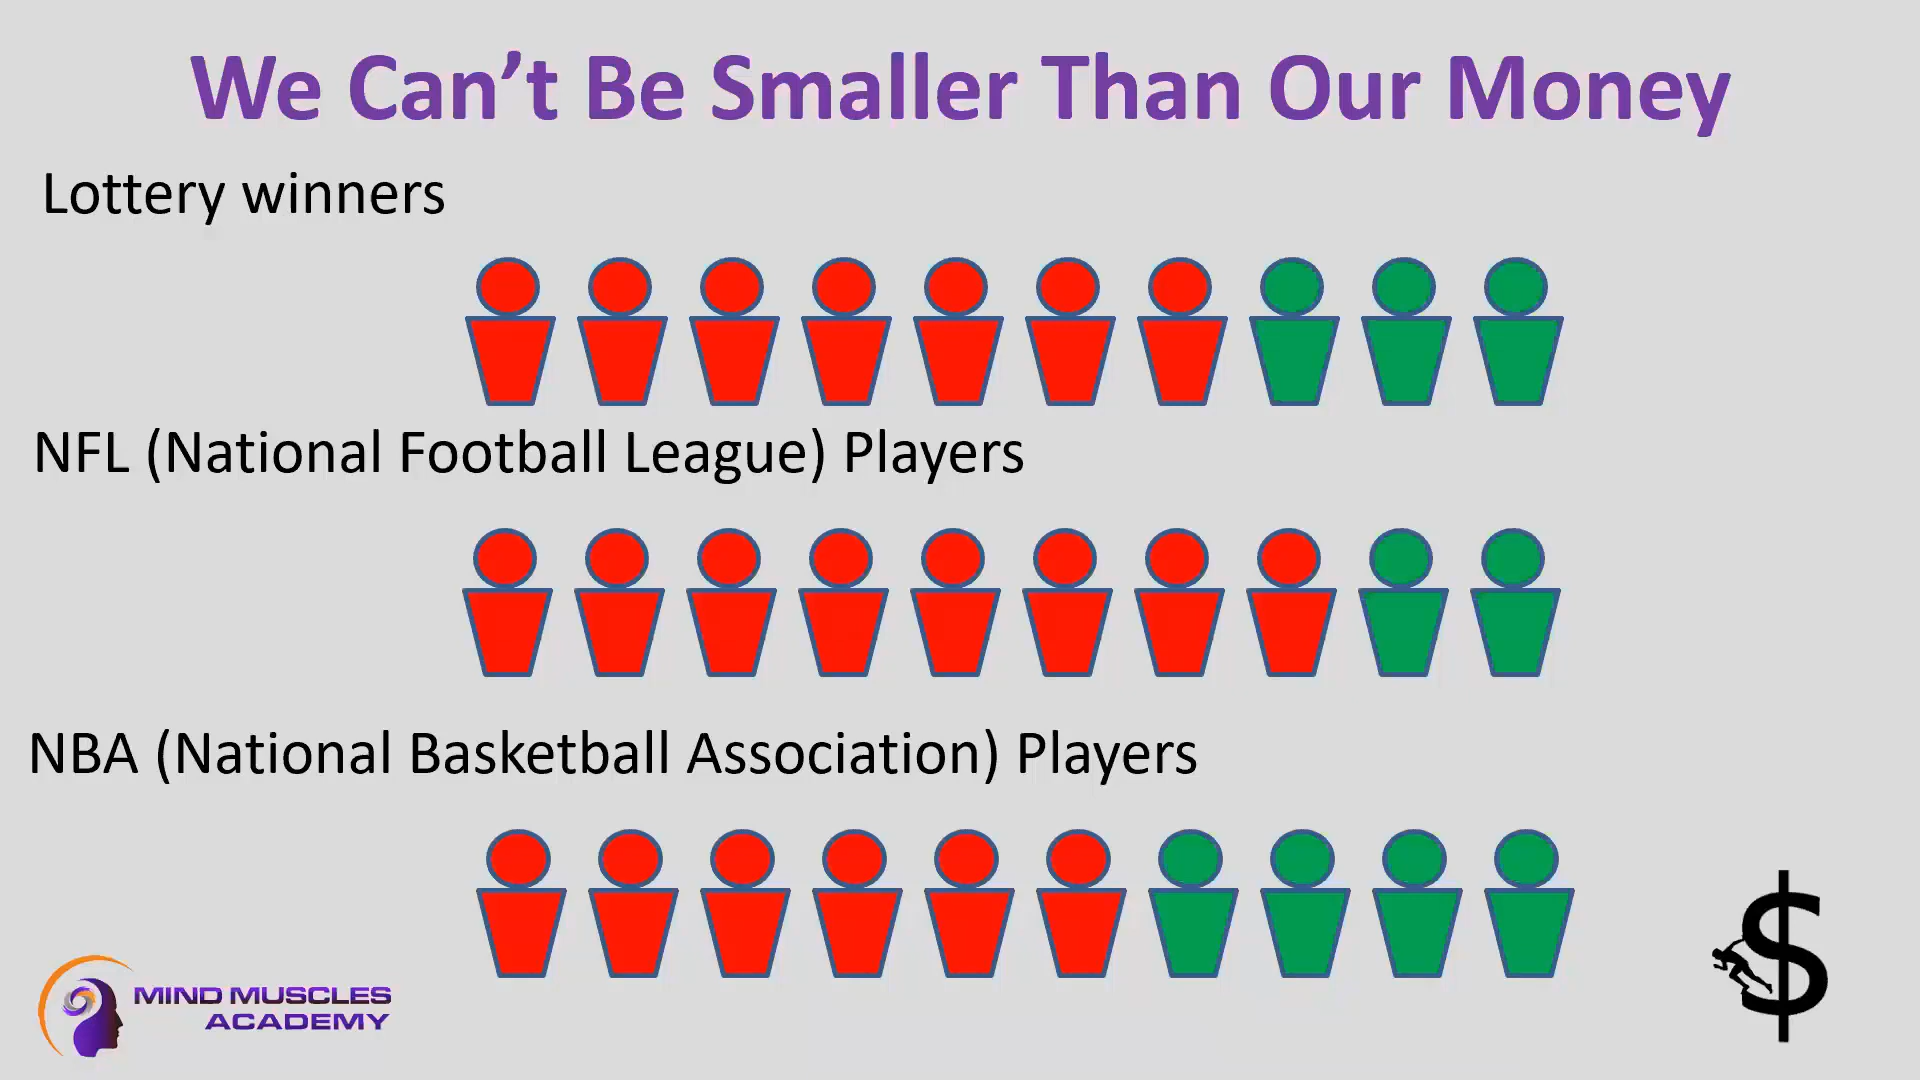 We Can’t Be Smaller Than Our Money
Lottery winners
NFL (National Football League) Players
NBA (National Basketball Association) Players
MIND MUSCLES
ACADEMY
$